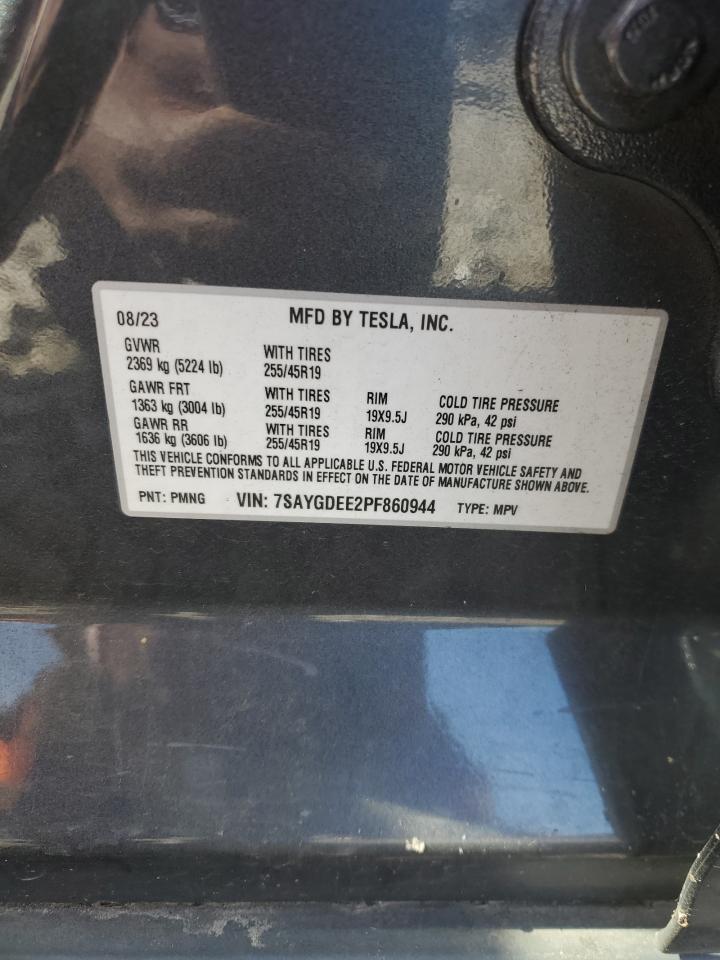 08/23 MFD BY TESLA, INC.
GVWR WITH TIRES
2369 kg (5224 lb) 255/45R19
GAWR FRT WITH TIRES RIM COLD TIRE PRESSURE
1363 kg (3004 lb) 255/45R19 19X9.5J 290 kPa, 42 psi
GAWR RR WITH TIRES RIM COLD TIRE PRESSURE
1636 kg (3606 lb) 255/45R19 19X9.5J 290 kPa, 42 psi
THIS VEHICLE CONFORMS TO ALL APPLICABLE U.S. FEDERAL MOTOR VEHICLE SAFETY AND
THEFT PREVENTION STANDARDS IN EFFECT ON THE DATE OF MANUFACTURE SHOWN ABOVE.
PNT: PMNG VIN: 7SAYGDEE2PF860944 TYPE: MPV